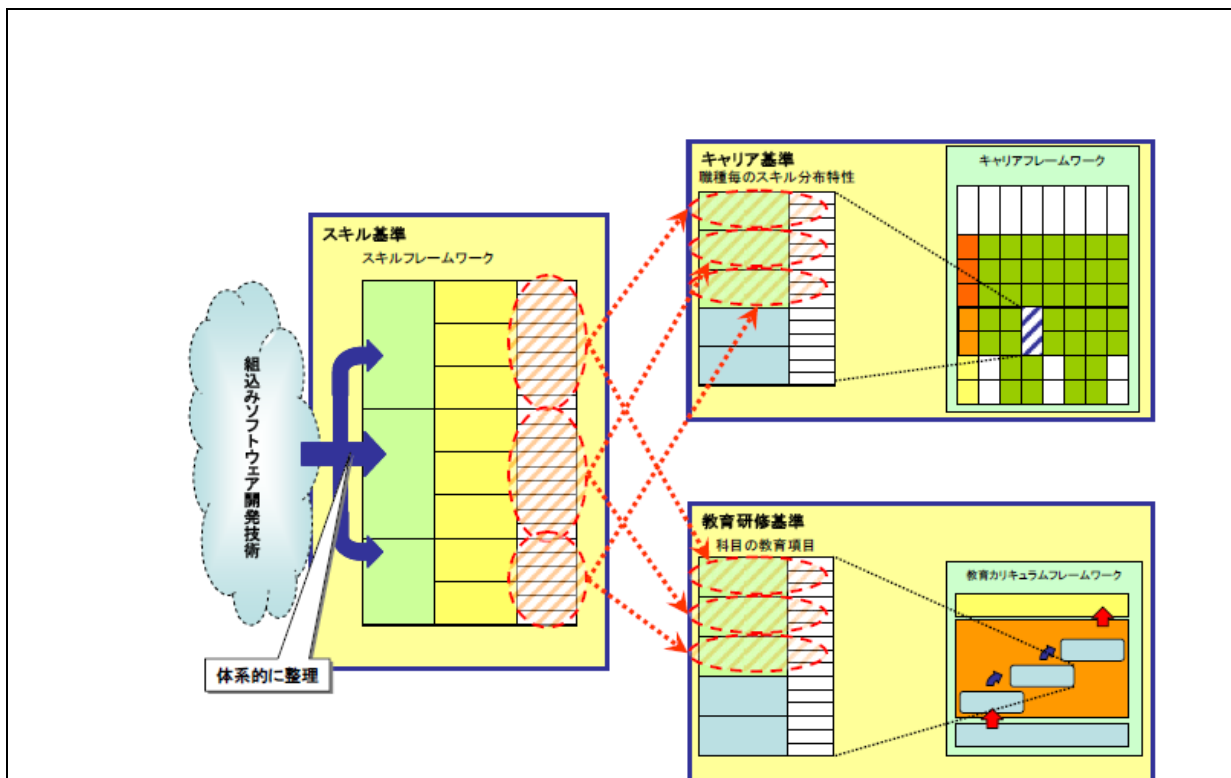 組込みソフトウェア開発技術
スキル基準
スキルフレームワーク
体系的に整理
キャリア基準
職種毎のスキル分布特性
キャリアフレームワーク
教育研修基準
科目の教育項目
教育カリキュラムフレームワーク